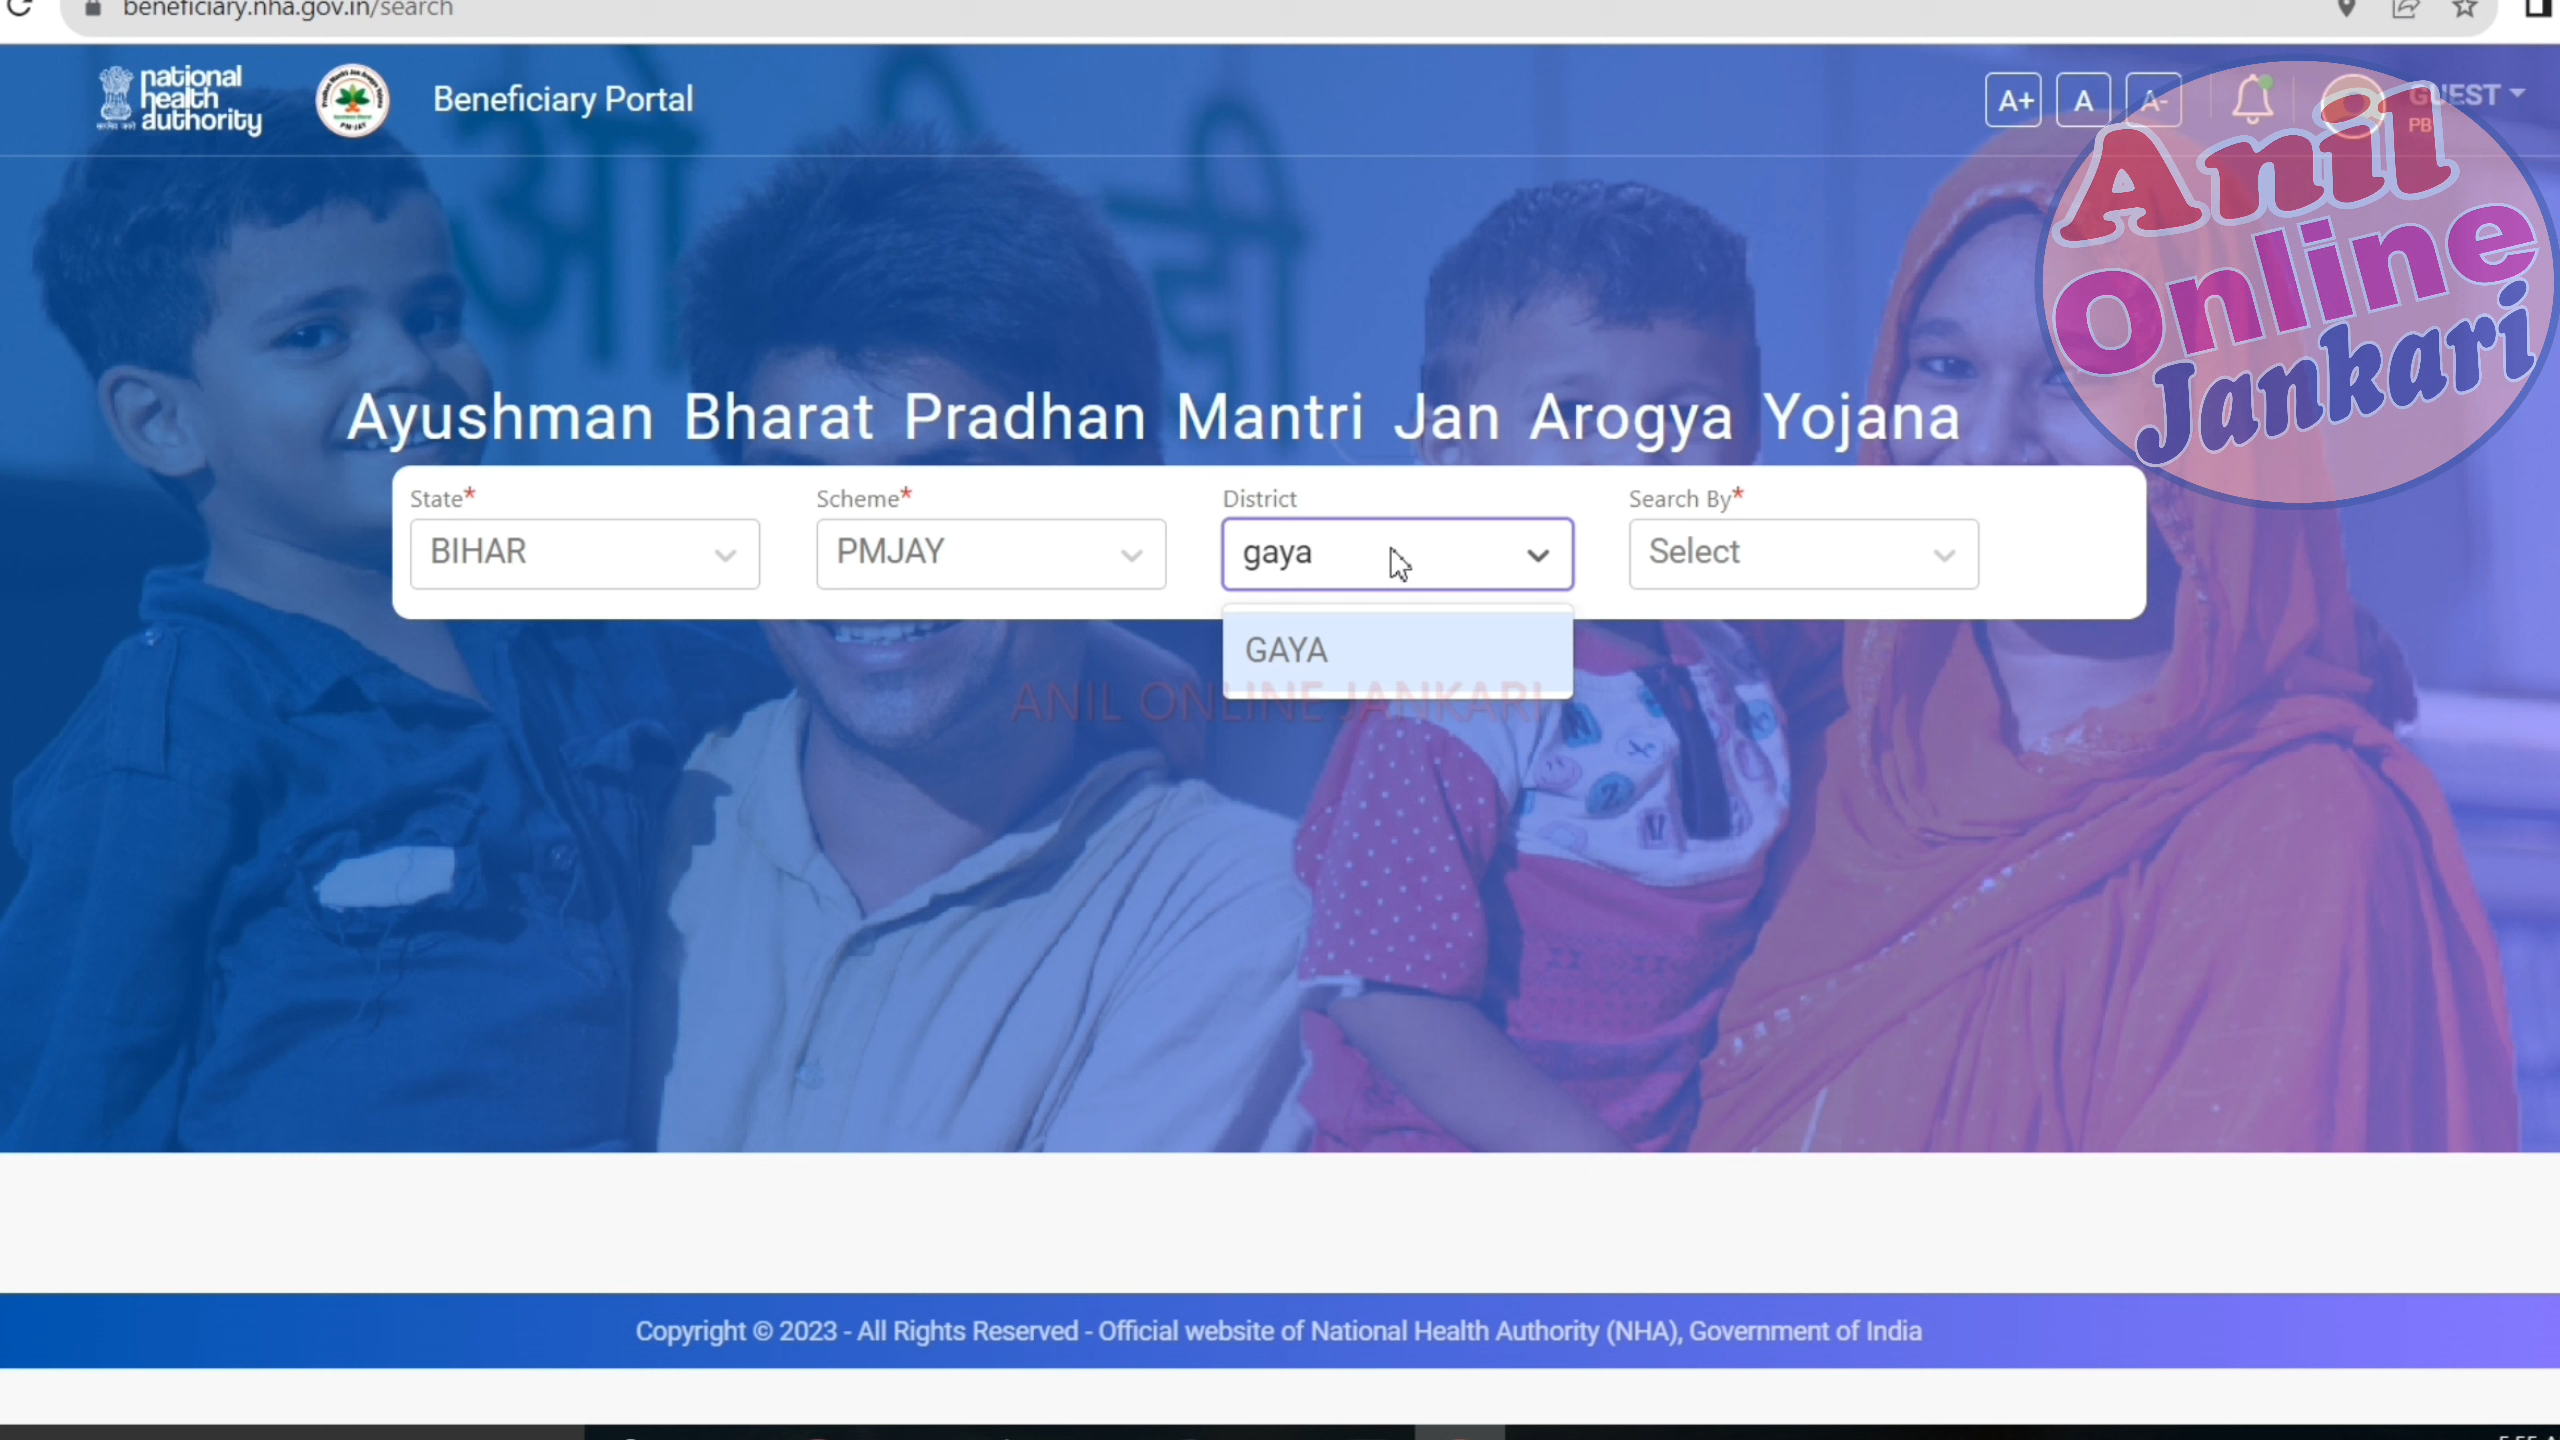 beneficiary.nha.gov.in/search
national
health
authority
Beneficiary Portal
A+ A A- GUEST
Anil
Online
Jankari
Ayushman Bharat Pradhan Mantri Jan Arogya Yojana
State* Scheme* District Search By*
BIHAR PMJAY gaya Select
GAYA
ANIL ONLINE JANKARI
Copyright © 2023 - All Rights Reserved - Official website of National Health Authority (NHA), Government of India